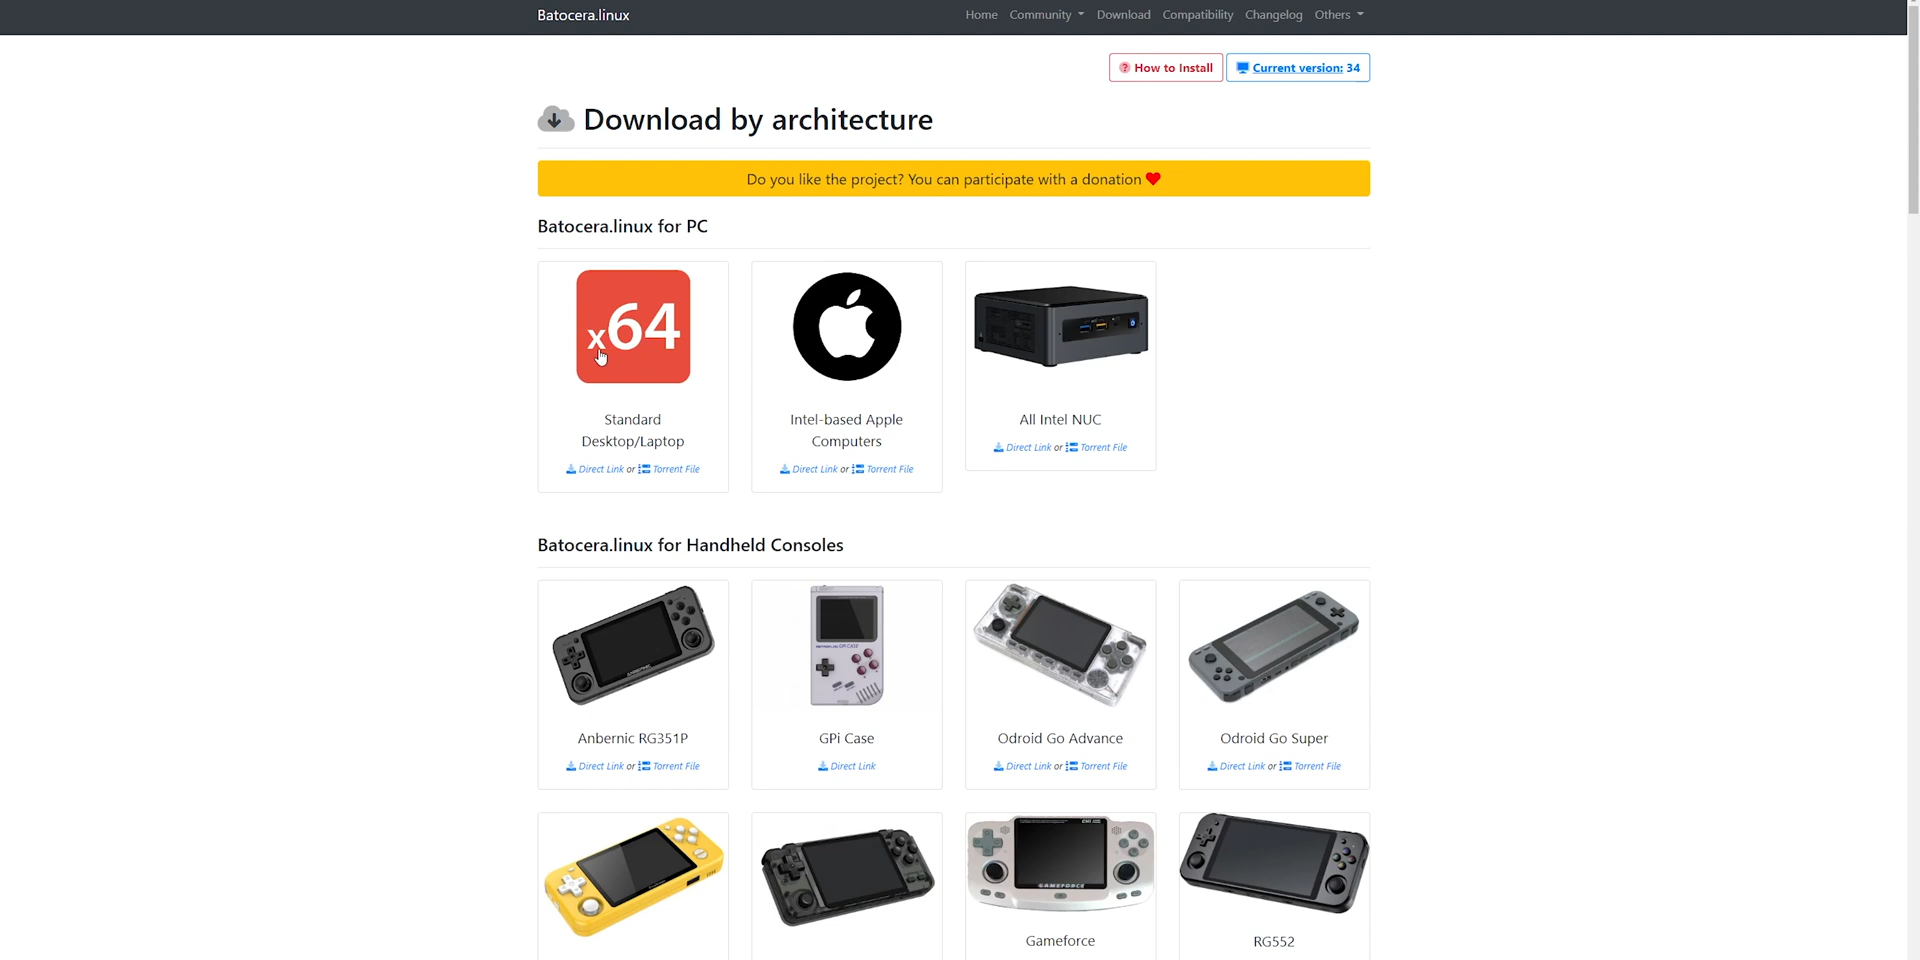 Batocera.linux
Home Community Download Compatibility Changelog Others
? How to Install
Current version: 34
Download by architecture
Do you like the project? You can participate with a donation
Batocera.linux for PC
x64
Standard
Desktop/Laptop
Direct Link or Torrent File
Intel-based Apple
Computers
Direct Link or Torrent File
All Intel NUC
Direct Link or Torrent File
Batocera.linux for Handheld Consoles
Anbernic RG351P
Direct Link or Torrent File
GPi Case
Direct Link
Odroid Go Advance
Direct Link or Torrent File
Odroid Go Super
Direct Link or Torrent File
GAMEFORCE
Gameforce
RG552